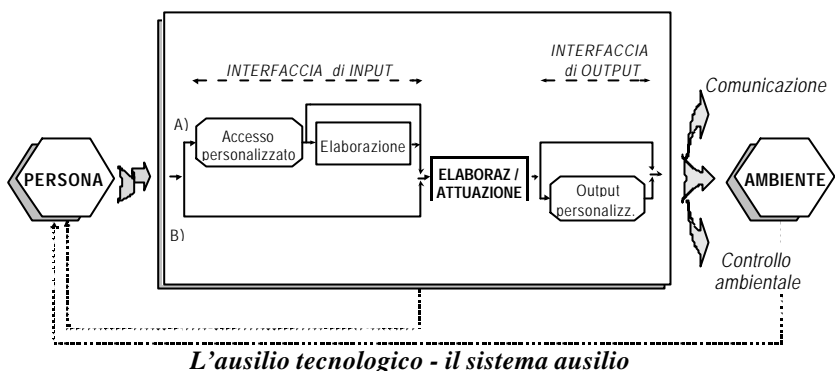 INTERFACCIA di INPUT
INTERFACCIA
di OUTPUT
Comunicazione
A)
Accesso
personalizzato
Elaborazione
PERSONA
ELABORAZ /
ATTUAZIONE
Output
personalizz.
AMBIENTE
B)
Controllo
ambientale
L'ausilio tecnologico - il sistema ausilio